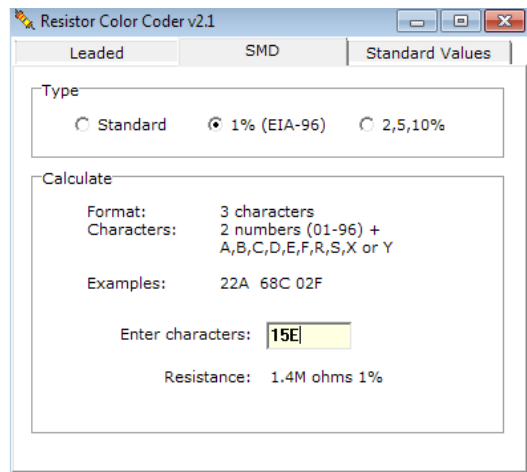 Resistor Color Coder v2.1
Leaded SMD Standard Values
Type
Standard 1% (EIA-96) 2,5,10%
Calculate
Format: 3 characters
Characters: 2 numbers (01-96) +
A,B,C,D,E,F,R,S,X or Y
Examples: 22A 68C 02F
Enter characters: 15E
Resistance: 1.4M ohms 1%